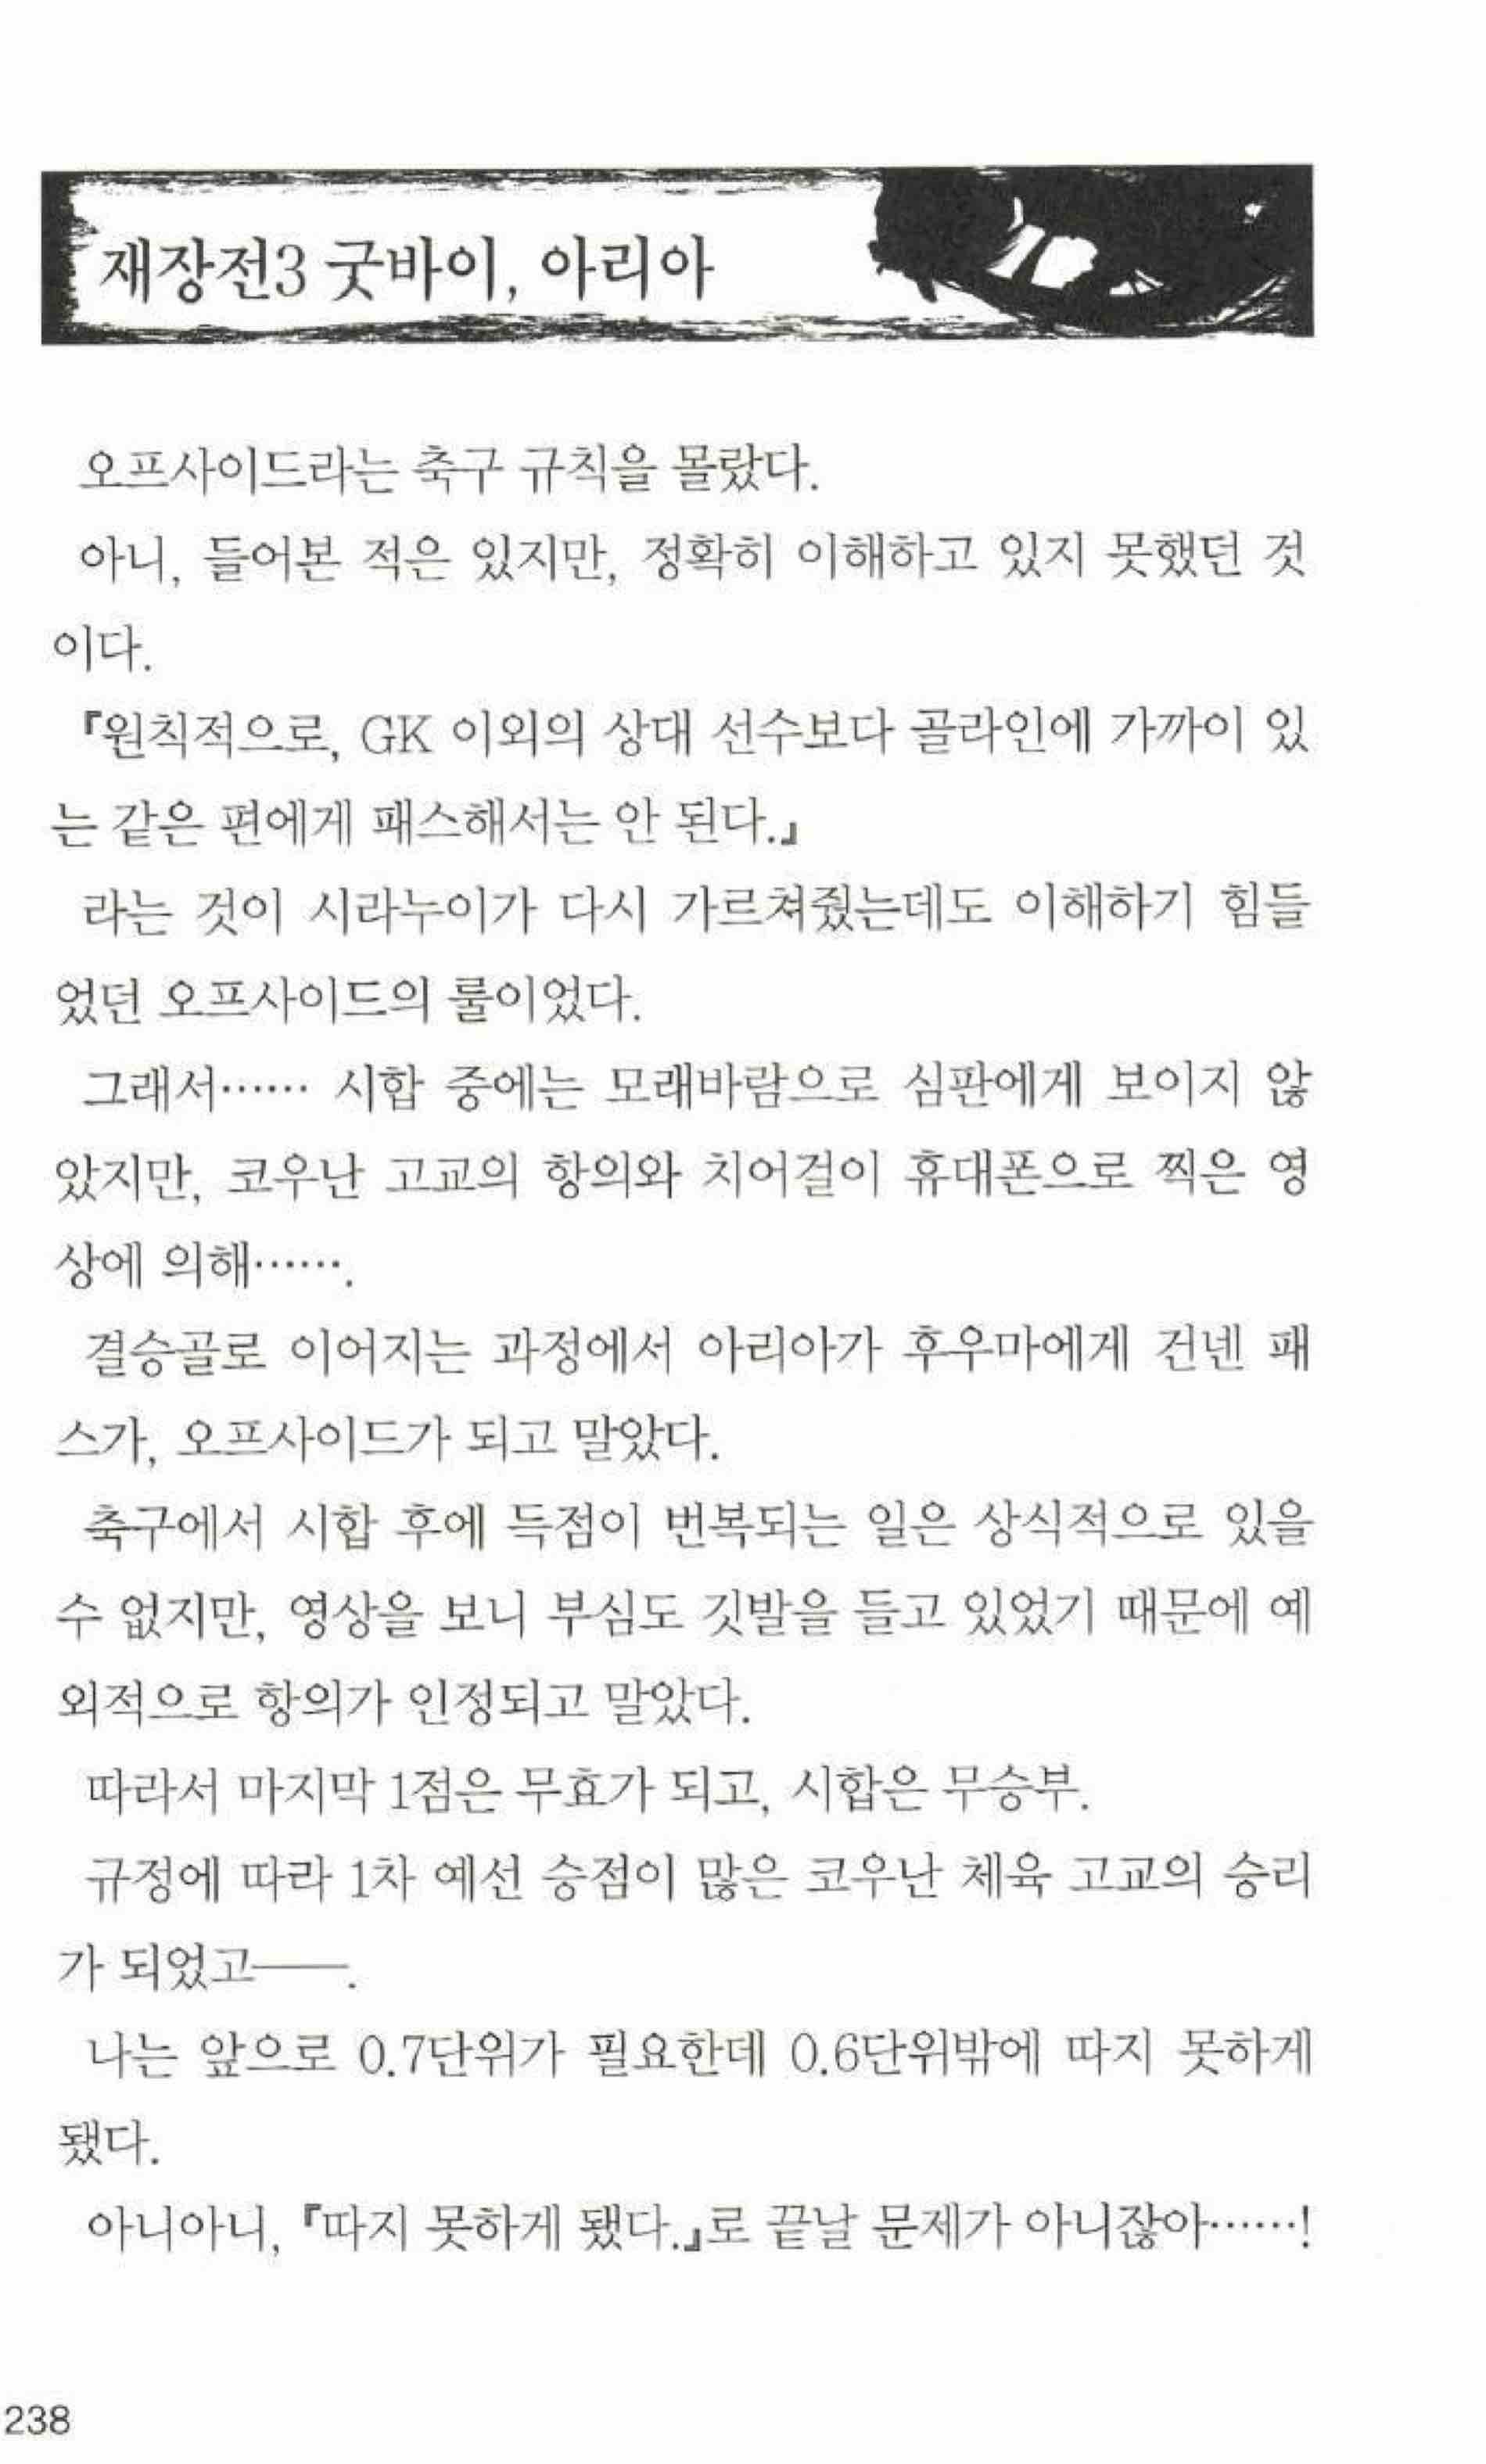 재장전3 굿바이, 아리아
오프사이드라는 축구 규칙을 몰랐다.
아니, 들어본 적은 있지만, 정확히 이해하고 있지 못했던 것
이다.
『원칙적으로, GK 이외의 상대 선수보다 골라인에 가까이 있
는 같은 편에게 패스해서는 안 된다.』
라는 것이 시라누이가 다시 가르쳐줬는데도 이해하기 힘들
었던 오프사이드의 룰이었다.
그래서…… 시합 중에는 모래바람으로 심판에게 보이지 않
았지만, 코우난 고교의 항의와 치어걸이 휴대폰으로 찍은 영
상에 의해…….
결승골로 이어지는 과정에서 아리아가 후우마에게 건넨 패
스가, 오프사이드가 되고 말았다.
축구에서 시합 후에 득점이 번복되는 일은 상식적으로 있을
수 없지만, 영상을 보니 부심도 깃발을 들고 있었기 때문에 예
외적으로 항의가 인정되고 말았다.
따라서 마지막 1점은 무효가 되고, 시합은 무승부.
규정에 따라 1차 예선 승점이 많은 코우난 체육 고교의 승리
가 되었고――.
나는 앞으로 0.7단위가 필요한데 0.6단위밖에 따지 못하게
됐다.
아니아니, 『따지 못하게 됐다.』로 끝날 문제가 아니잖아……!
238